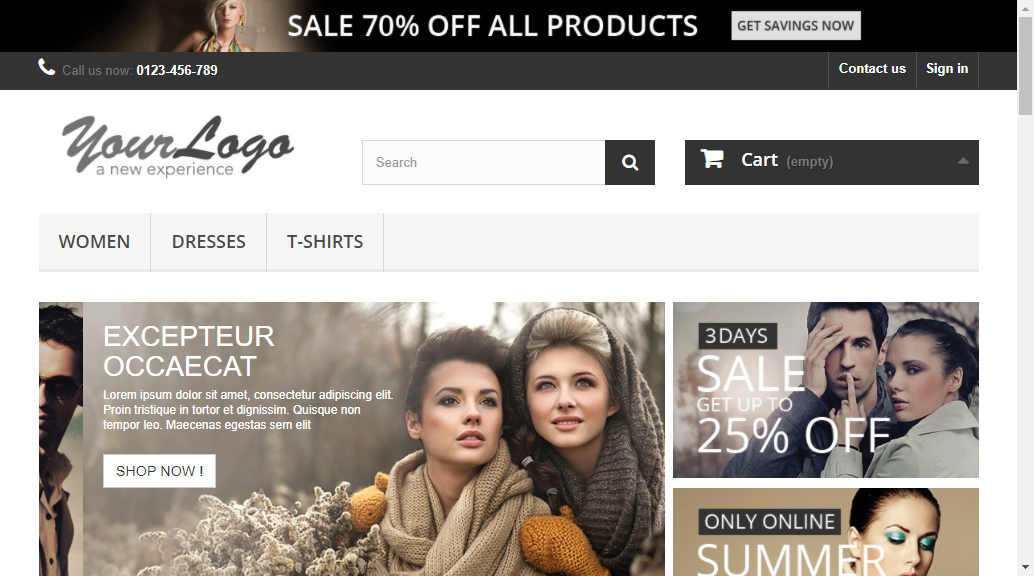 SALE 70% OFF ALL PRODUCTS
GET SAVINGS NOW
Call us now: 0123-456-789
Contact us
Sign in
YourLogo
a new experience
Search
Cart (empty)
WOMEN
DRESSES
T-SHIRTS
EXCEPTEUR
OCCAECAT
Lorem ipsum dolor sit amet, consectetur adipiscing elit.
Proin tristique in tortor et dignissim. Quisque non
tempor leo. Maecenas egestas sem elit
SHOP NOW !
3 DAYS
SALE
GET UP TO
25% OFF
ONLY ONLINE
SUMMER